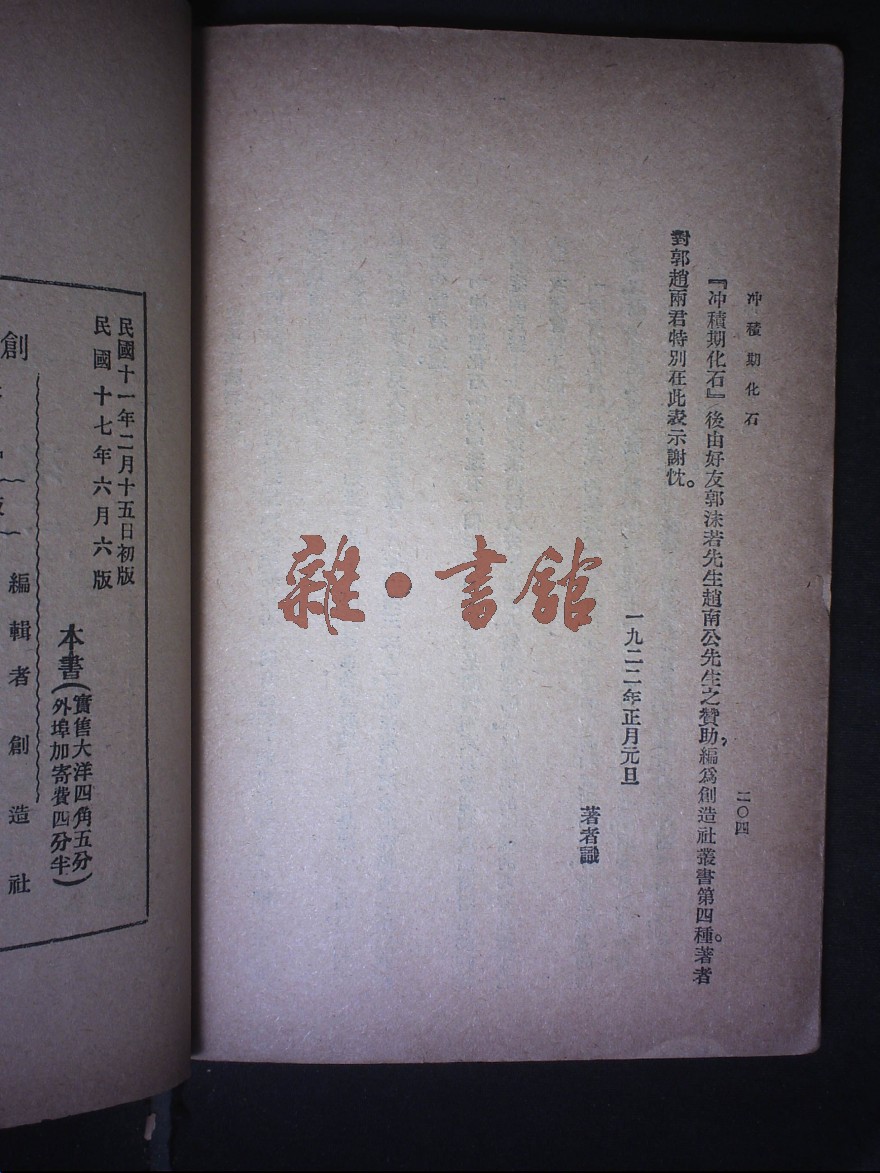 冲積期化石
二〇四
『冲積期化石』後由好友郭沫若先生趙南公先生之贊助，編爲創造社叢書第四種。著者
對郭趙兩君特別在此表示謝忱。
一九二二年正月元旦
著者識
雜·書館
民國十一年二月十五日初版
民國十七年六月六版
本書（實售大洋四角五分
外埠加寄費四分半）
編輯者創造社
創